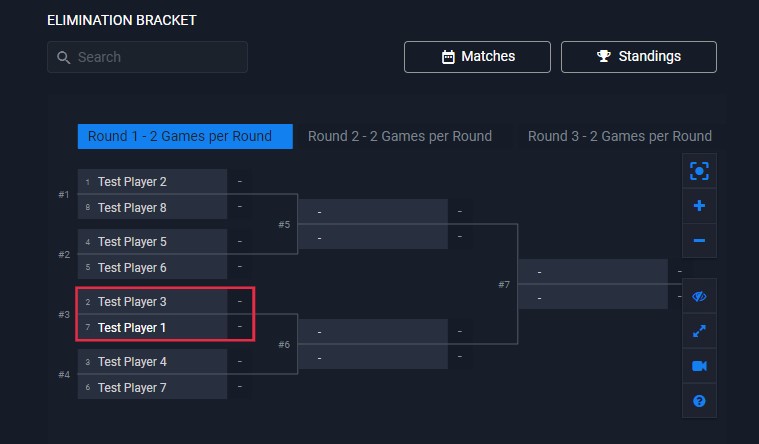 ELIMINATION BRACKET
Search
Matches
Standings
Round 1 - 2 Games per Round
Round 2 - 2 Games per Round
Round 3 - 2 Games per Round
#1
1 Test Player 2 -
8 Test Player 8 -
#2
4 Test Player 5 -
5 Test Player 6 -
#3
2 Test Player 3 -
7 Test Player 1 -
#4
3 Test Player 4 -
6 Test Player 7 -
#5
- -
- -
#6
- -
- -
#7
- -
- -